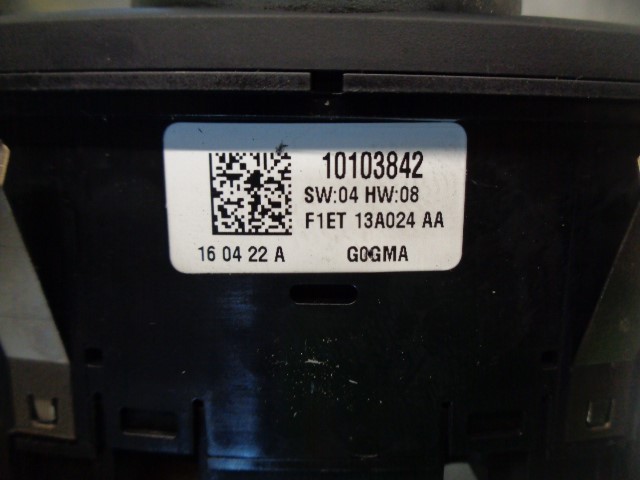 10103842
SW:04 HW:08
F1ET 13A024 AA
16 04 22 A G0GMA